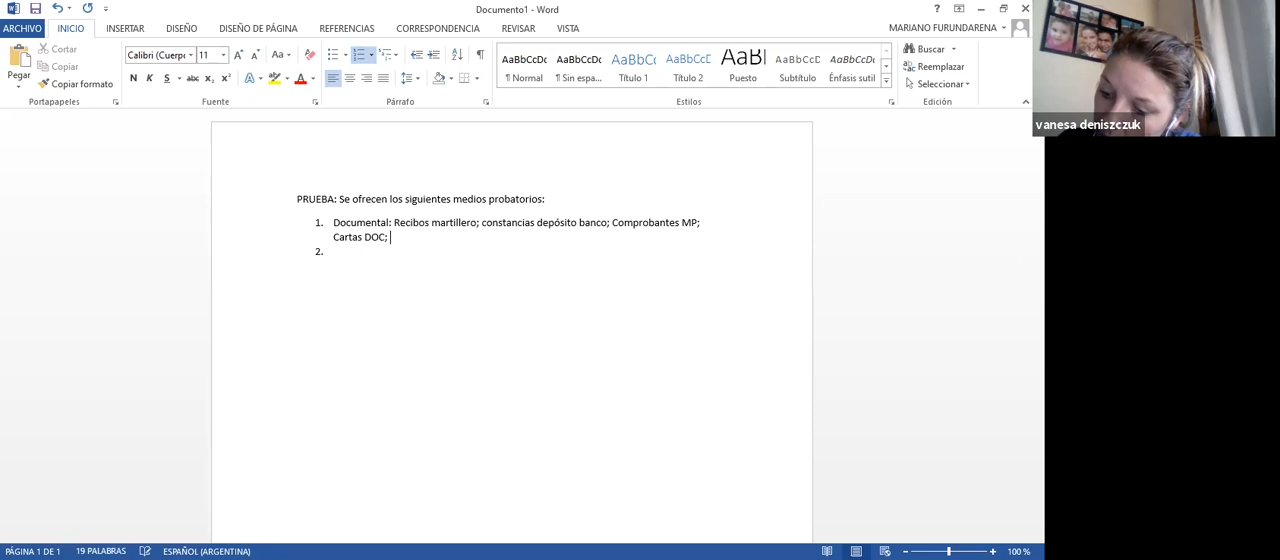 Documento1 - Word
ARCHIVO INICIO INSERTAR DISEÑO DISEÑO DE PÁGINA REFERENCIAS CORRESPONDENCIA REVISAR VISTA
MARIANO FURUNDARENA
Pegar
Cortar
Copiar
Copiar formato
Portapapeles
Calibri (Cuerpo 11
Fuente
Párrafo
AaBbCcDc AaBbCcDc AaBbC( AaBbCcD AaB AaBbCcD AaBbCcDc
¶ Normal ¶ Sin espa... Título 1 Título 2 Puesto Subtítulo Énfasis sutil
Estilos
Buscar
Reemplazar
Seleccionar
Edición
vanesa deniszczuk
PRUEBA: Se ofrecen los siguientes medios probatorios:
1. Documental: Recibos martillero; constancias depósito banco; Comprobantes MP;
Cartas DOC;
2.
PÁGINA 1 DE 1 19 PALABRAS ESPAÑOL (ARGENTINA) 100 %